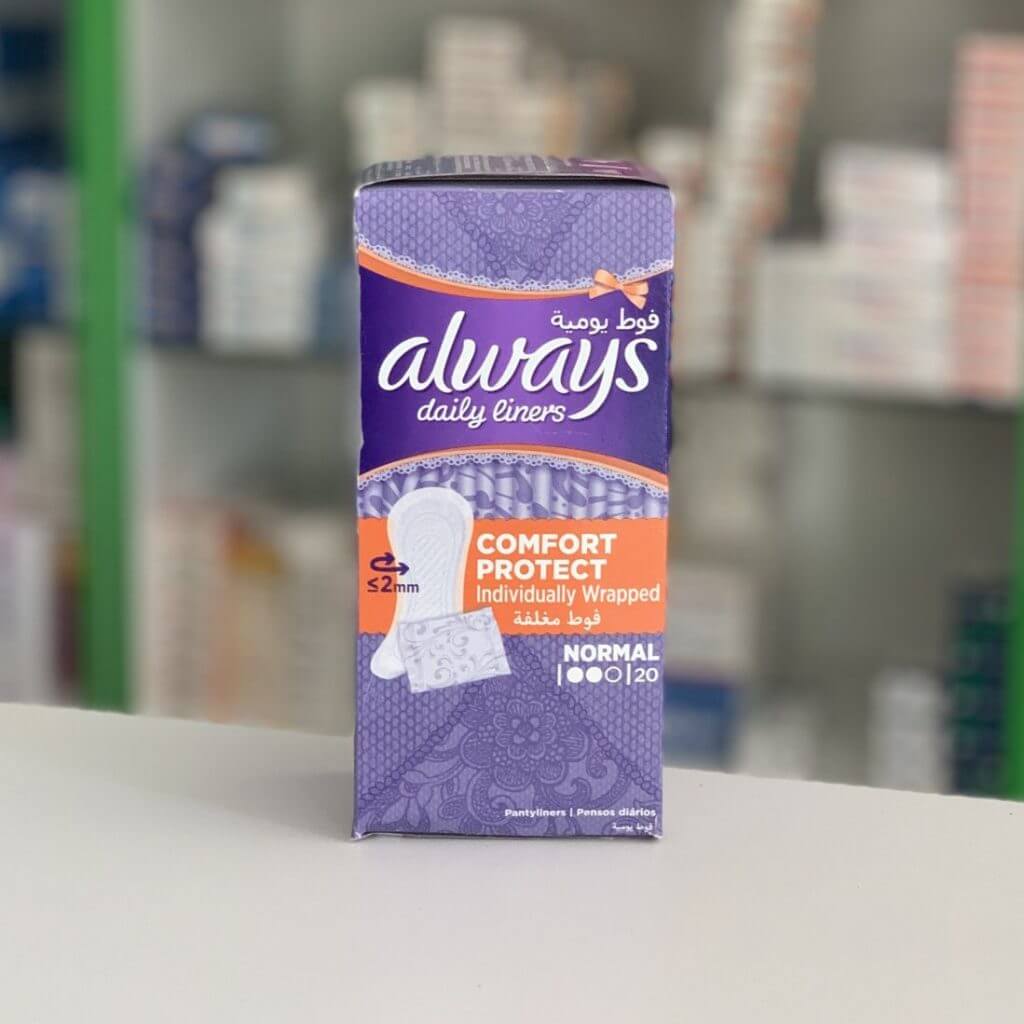 فوط يومية
always
daily liners
≤2mm
COMFORT
PROTECT
Individually Wrapped
فوط مغلفة
NORMAL
20
Pantyliners | Pensos diários
فوط يومية